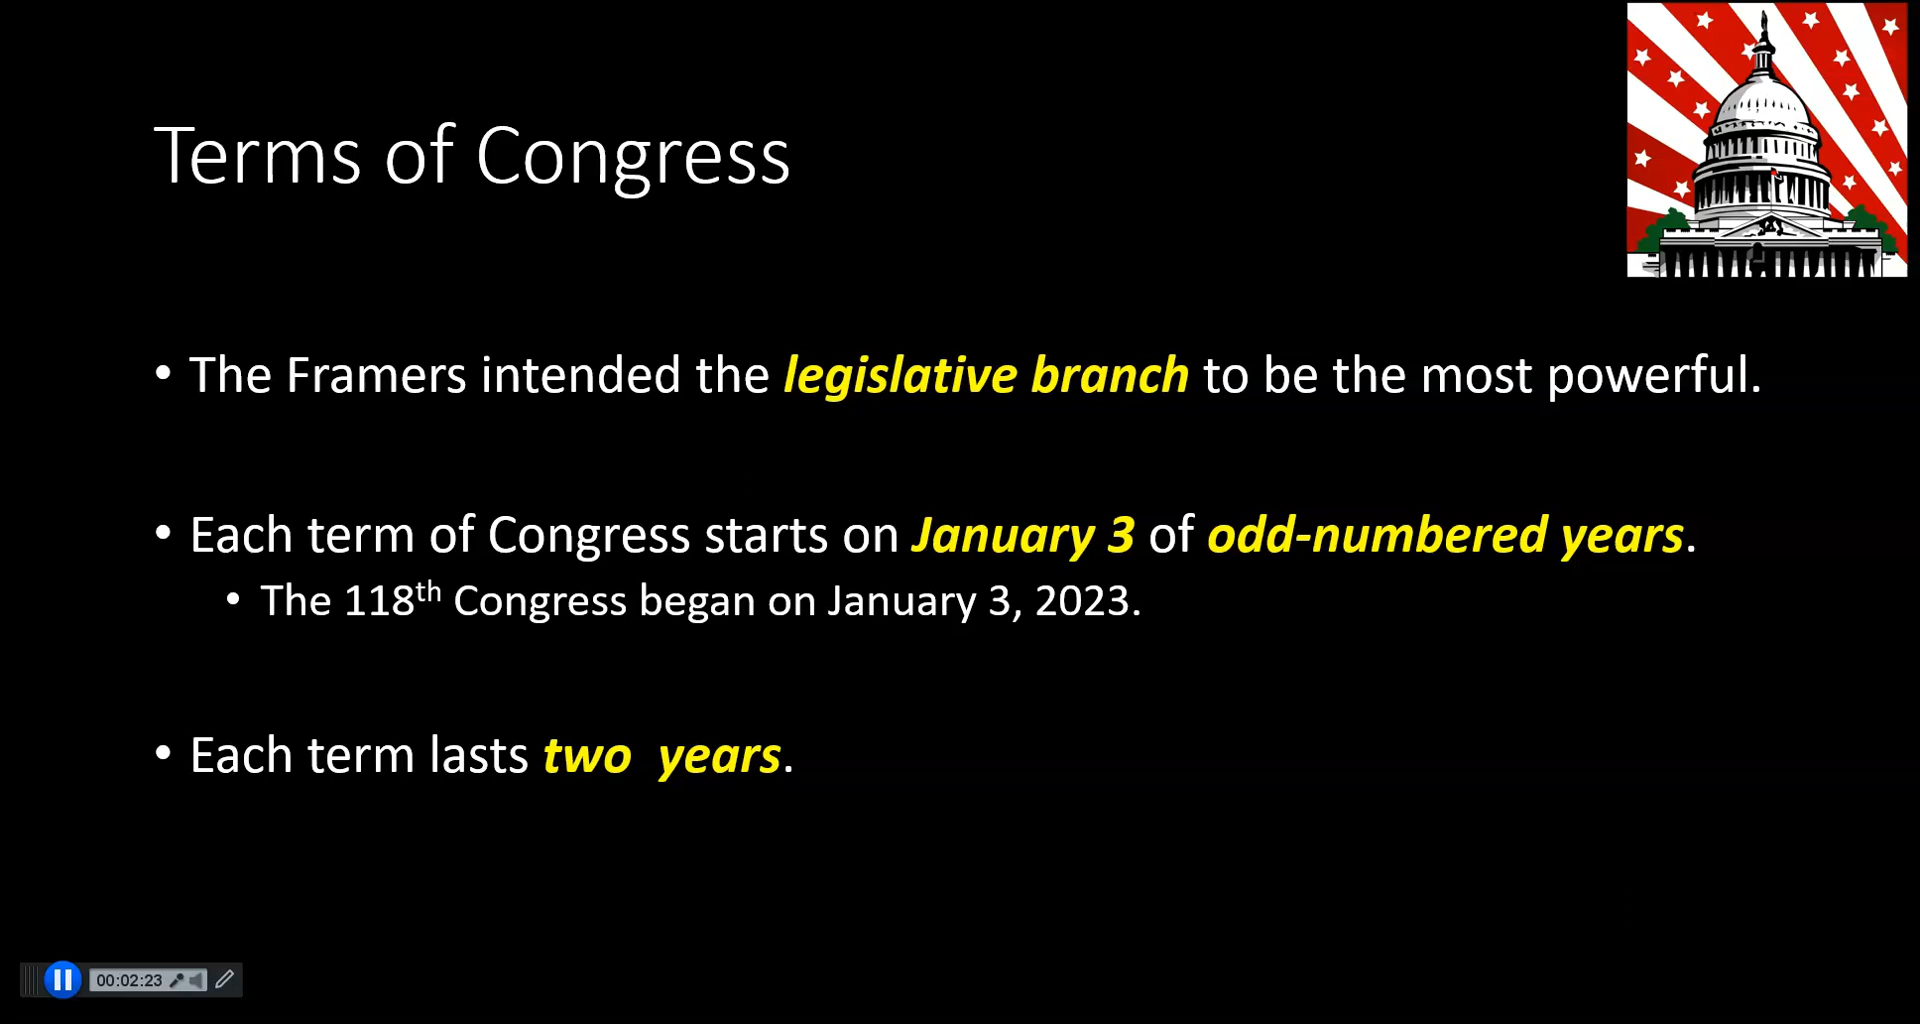 Terms of Congress
• The Framers intended the legislative branch to be the most powerful.
• Each term of Congress starts on January 3 of odd-numbered years.
• The 118th Congress began on January 3, 2023.
• Each term lasts two  years.
00:02:23